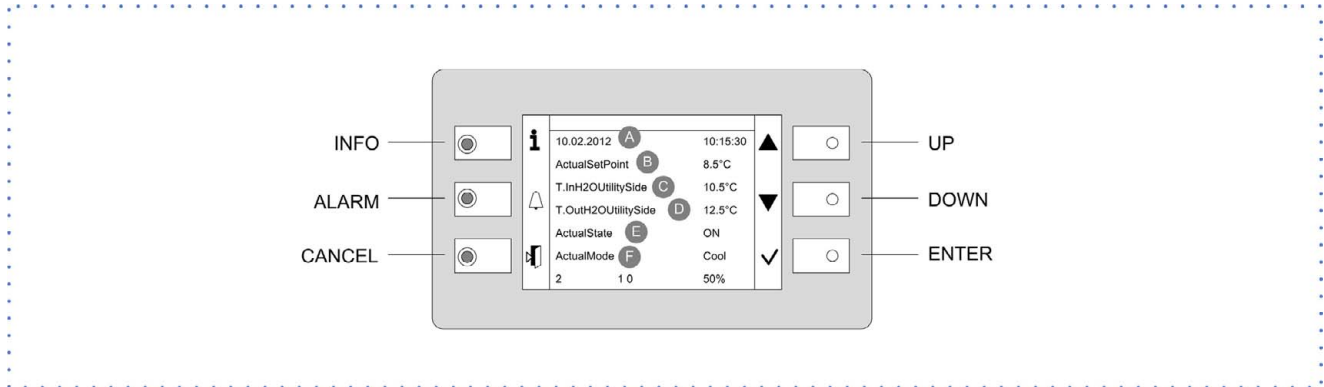 INFO
ALARM
CANCEL
i
10.02.2012 A 10:15:30
ActualSetPoint B 8.5°C
T.InH2OUtilitySide C 10.5°C
T.OutH2OUtilitySide D 12.5°C
ActualState E ON
ActualMode F Cool
2 1 0 50%
UP
DOWN
ENTER